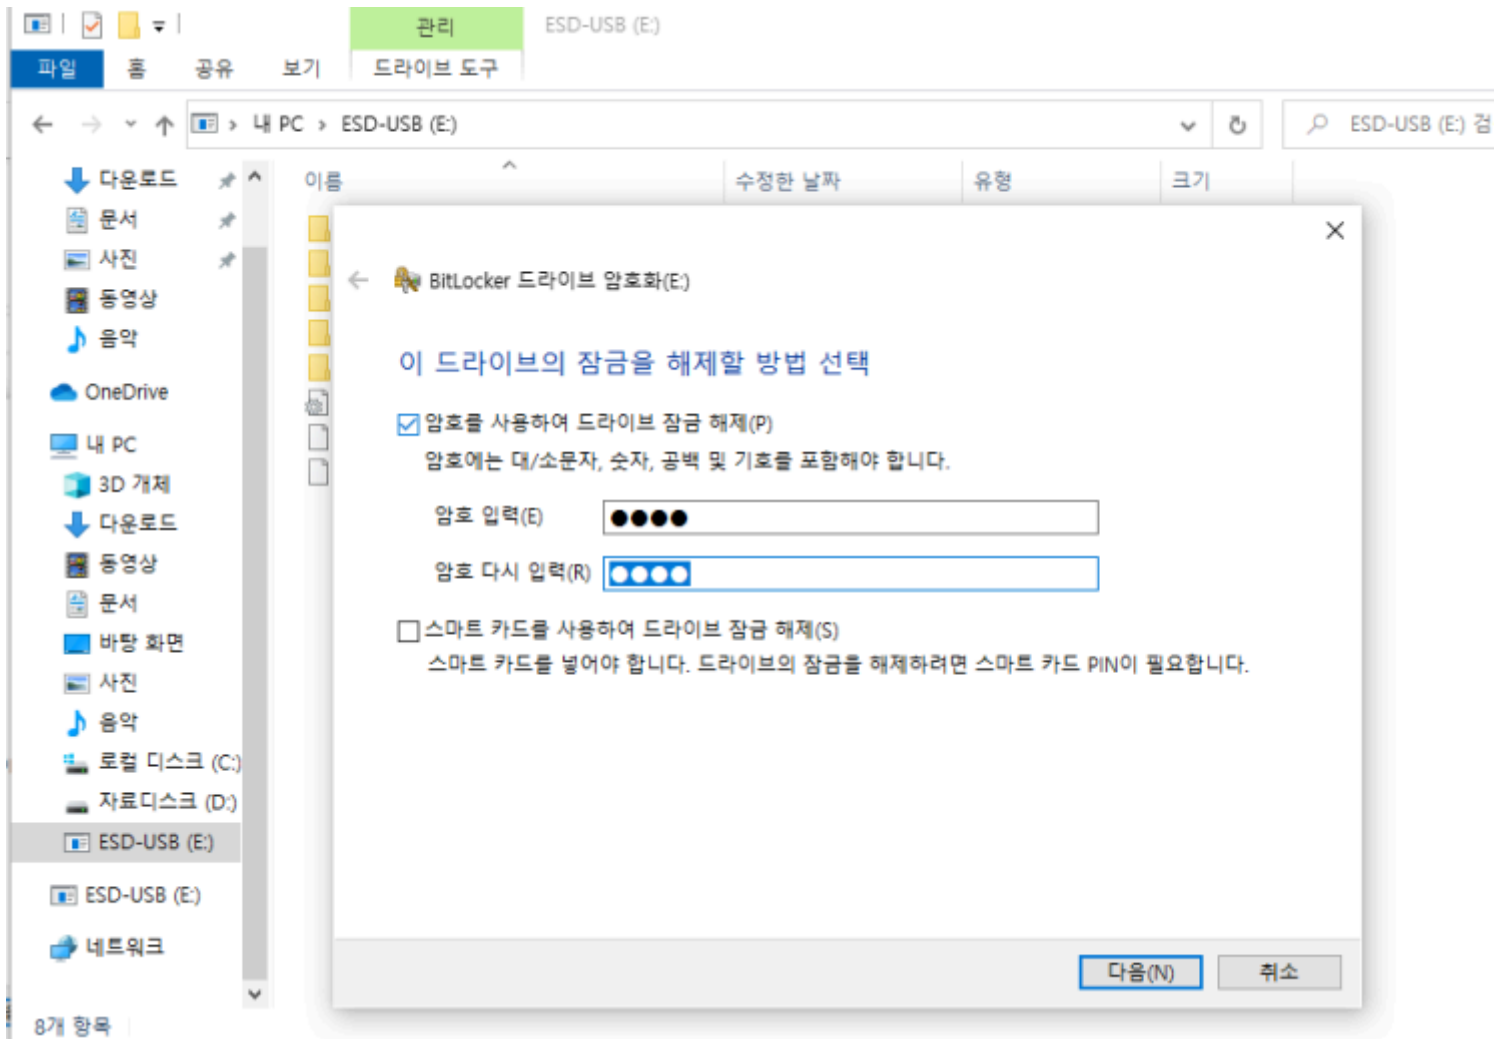 관리
ESD-USB (E:)
파일
홈
공유
보기
드라이브 도구
내 PC
ESD-USB (E:)
ESD-USB (E:) 검
다운로드
문서
사진
동영상
음악
OneDrive
내 PC
3D 개체
다운로드
동영상
문서
바탕 화면
사진
음악
로컬 디스크 (C:)
자료디스크 (D:)
ESD-USB (E:)
ESD-USB (E:)
네트워크
8개 항목
이름
수정한 날짜
유형
크기
BitLocker 드라이브 암호화(E:)
이 드라이브의 잠금을 해제할 방법 선택
암호를 사용하여 드라이브 잠금 해제(P)
암호에는 대/소문자, 숫자, 공백 및 기호를 포함해야 합니다.
암호 입력(E) ●●●●
암호 다시 입력(R) ●●●●
스마트 카드를 사용하여 드라이브 잠금 해제(S)
스마트 카드를 넣어야 합니다. 드라이브의 잠금을 해제하려면 스마트 카드 PIN이 필요합니다.
다음(N)
취소